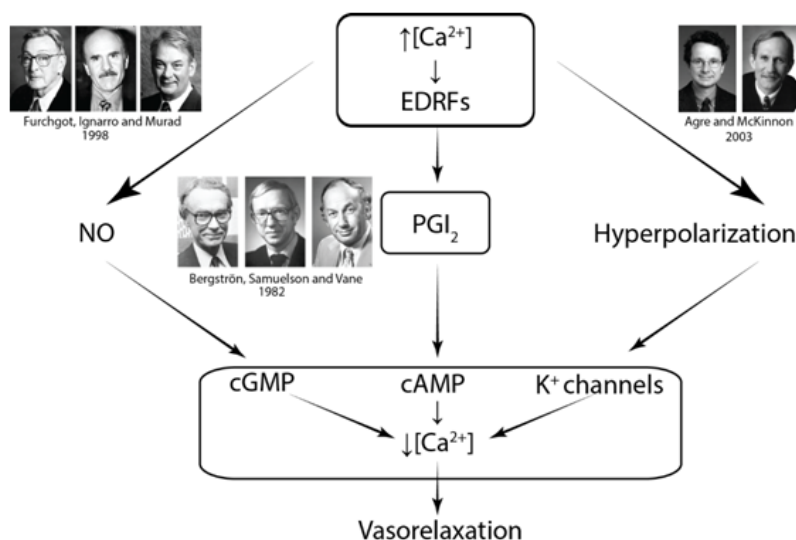 ↑[Ca²⁺]
↓
EDRFs
Furchgot, Ignarro and Murad
1998
Agre and McKinnon
2003
NO
PGI₂
Hyperpolarization
Bergströn, Samuelson and Vane
1982
cGMP cAMP K⁺ channels
↓
↓[Ca²⁺]
Vasorelaxation